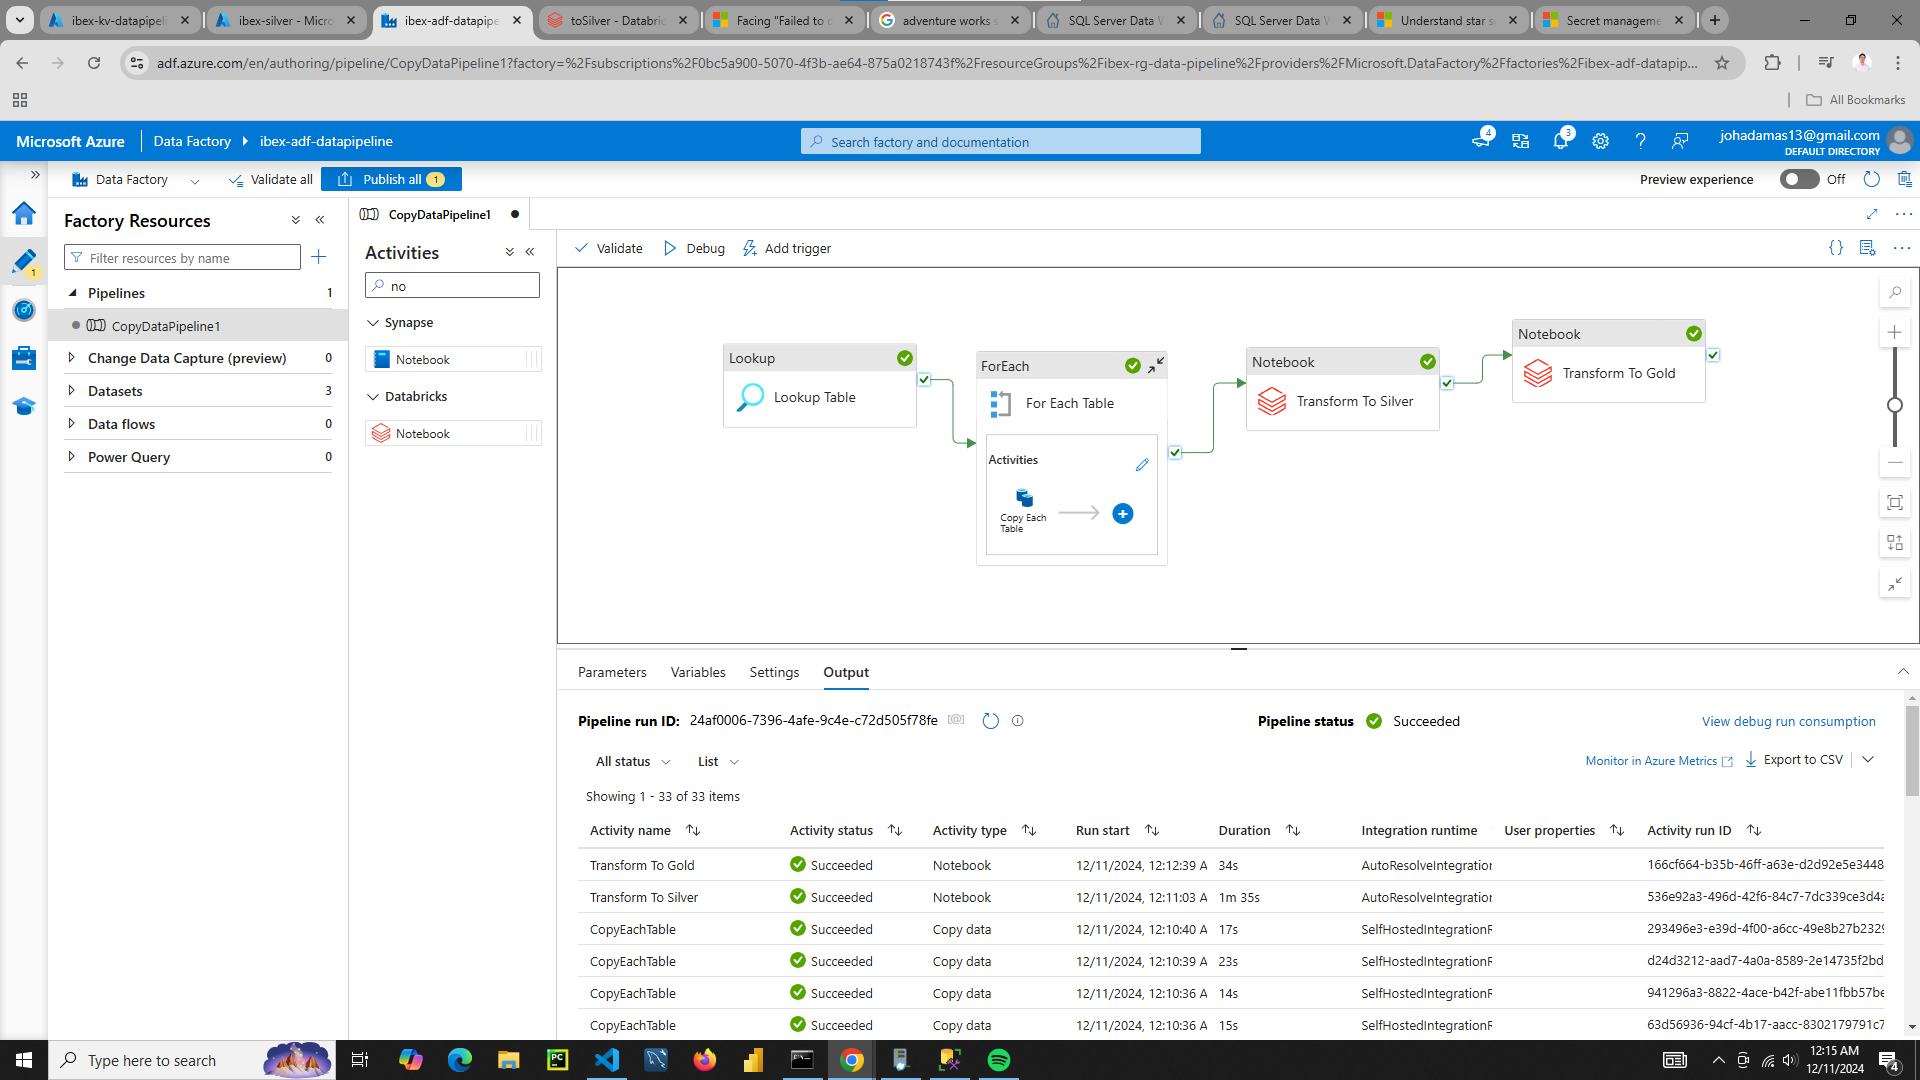 ibex-kv-datapipeli
ibex-silver - Micro
ibex-adf-datapipe
toSilver - Databric
Facing "Failed to c
adventure works s
SQL Server Data V
SQL Server Data V
Understand star s
Secret manageme
adf.azure.com/en/authoring/pipeline/CopyDataPipeline1?factory=%2Fsubscriptions%2F0bc5a900-5070-4f3b-ae64-875a0218743f%2FresourceGroups%2Fibex-rg-data-pipeline%2Fproviders%2FMicrosoft.DataFactory%2Ffactories%2Fibex-adf-datapip...
All Bookmarks
Microsoft Azure
Data Factory
ibex-adf-datapipeline
Search factory and documentation
4
3
johadamas13@gmail.com
DEFAULT DIRECTORY
Data Factory
Validate all
Publish all 1
Preview experience
Off
1
Factory Resources
Filter resources by name
Pipelines 1
CopyDataPipeline1
Change Data Capture (preview) 0
Datasets 3
Data flows 0
Power Query 0
CopyDataPipeline1
Activities
no
Synapse
Notebook
Databricks
Notebook
Validate
Debug
Add trigger
Lookup
Lookup Table
ForEach
For Each Table
Activities
Copy Each
Table
Notebook
Transform To Silver
Notebook
Transform To Gold
Parameters
Variables
Settings
Output
Pipeline run ID: 24af0006-7396-4afe-9c4e-c72d505f78fe
Pipeline status
Succeeded
View debug run consumption
All status
List
Monitor in Azure Metrics
Export to CSV
Showing 1 - 33 of 33 items
Activity name Activity status Activity type Run start Duration Integration runtime User properties Activity run ID
Transform To Gold Succeeded Notebook 12/11/2024, 12:12:39 A 34s AutoResolveIntegration 166cf664-b35b-46ff-a63e-d2d92e5e3448
Transform To Silver Succeeded Notebook 12/11/2024, 12:11:03 A 1m 35s AutoResolveIntegration 536e92a3-496d-42f6-84c7-7dc339ce3d4a
CopyEachTable Succeeded Copy data 12/11/2024, 12:10:40 A 17s SelfHostedIntegrationR 293496e3-e39d-4f00-a6cc-49e8b27b2329
CopyEachTable Succeeded Copy data 12/11/2024, 12:10:39 A 23s SelfHostedIntegrationR d24d3212-aad7-4a0a-8589-2e14735f2bd
CopyEachTable Succeeded Copy data 12/11/2024, 12:10:36 A 14s SelfHostedIntegrationR 941296a3-8822-4ace-b42f-abe11fbb57be
CopyEachTable Succeeded Copy data 12/11/2024, 12:10:36 A 15s SelfHostedIntegrationR 63d56936-94cf-4b17-aacc-8302179791c7
Type here to search
PC
12:15 AM
12/11/2024
4